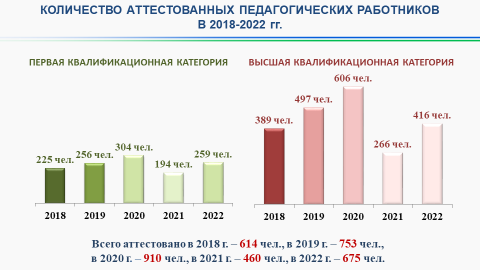 КОЛИЧЕСТВО АТТЕСТОВАННЫХ ПЕДАГОГИЧЕСКИХ РАБОТНИКОВ
В 2018-2022 гг.
ПЕРВАЯ КВАЛИФИКАЦИОННАЯ КАТЕГОРИЯ
225 чел.
256 чел.
304 чел.
194 чел.
259 чел.
2018
2019
2020
2021
2022
ВЫСШАЯ КВАЛИФИКАЦИОННАЯ КАТЕГОРИЯ
389 чел.
497 чел.
606 чел.
266 чел.
416 чел.
2018
2019
2020
2021
2022
Всего аттестовано в 2018 г. – 614 чел., в 2019 г. – 753 чел.,
в 2020 г. – 910 чел., в 2021 г. – 460 чел., в 2022 г. – 675 чел.